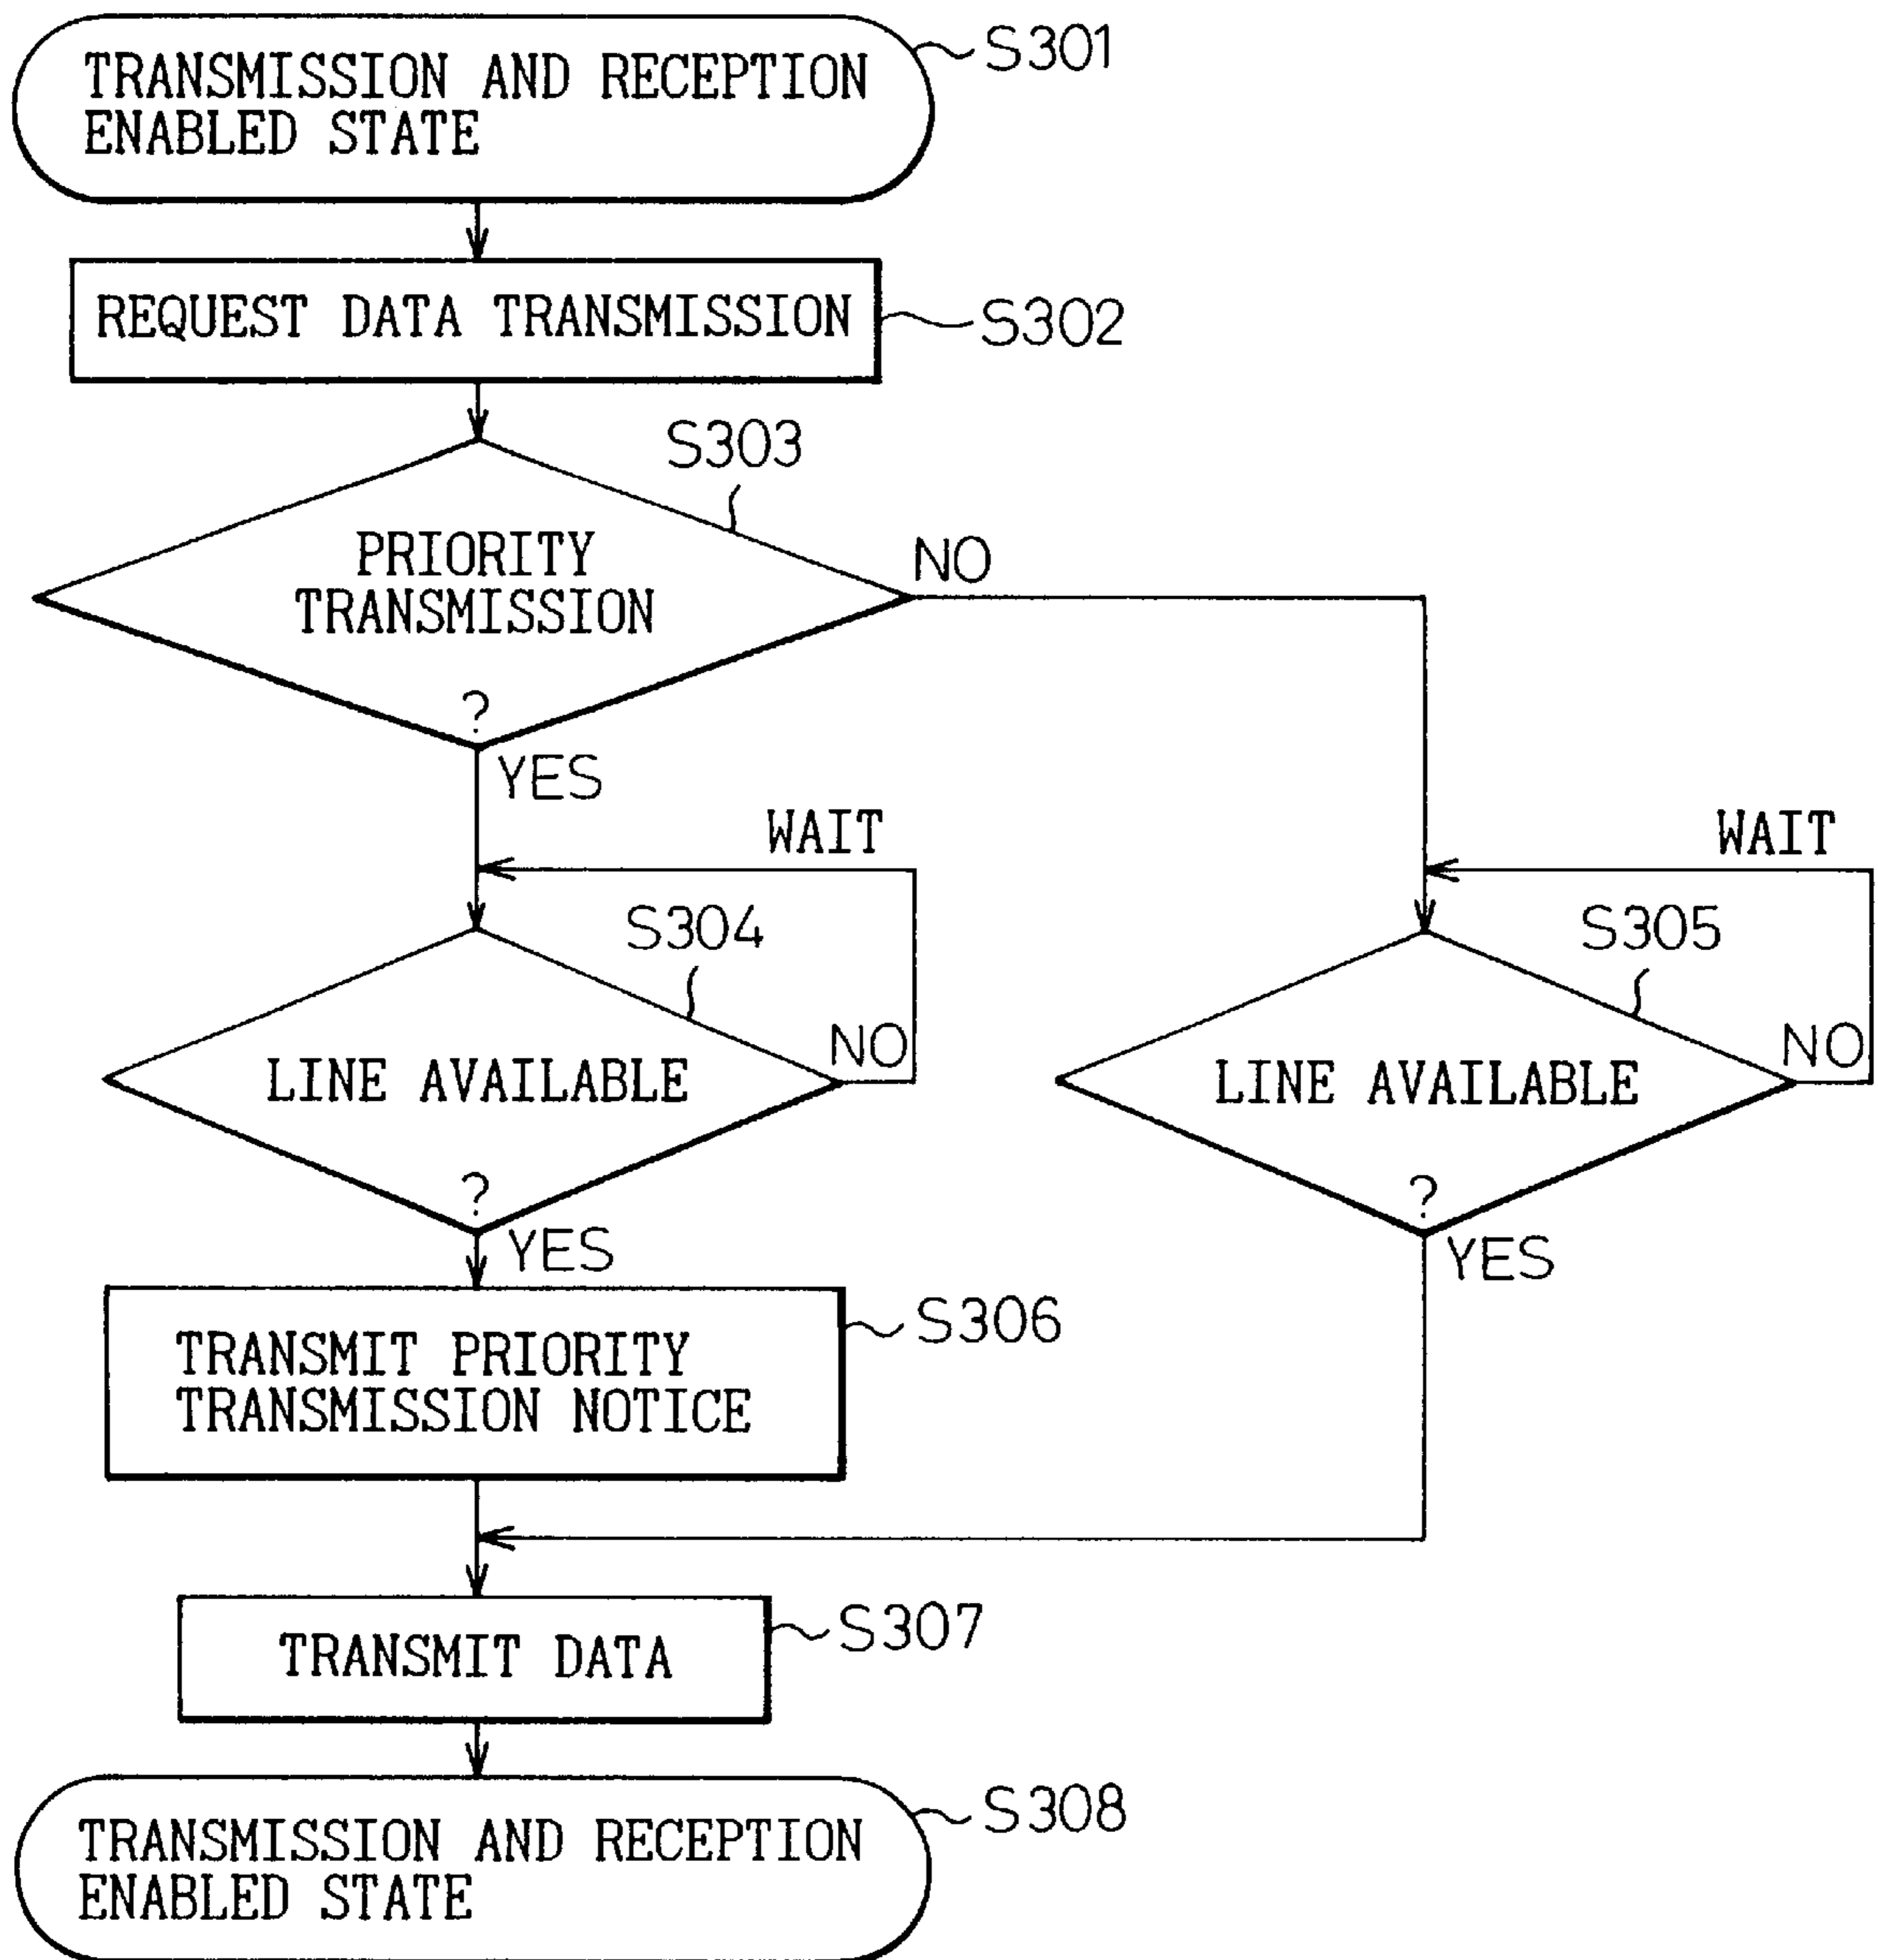 TRANSMISSION AND RECEPTION
ENABLED STATE
S301
REQUEST DATA TRANSMISSION
S302
S303
PRIORITY
TRANSMISSION
?
NO
YES
WAIT
WAIT
S304
S305
LINE AVAILABLE
?
NO
YES
LINE AVAILABLE
?
NO
YES
TRANSMIT PRIORITY
TRANSMISSION NOTICE
S306
TRANSMIT DATA
S307
TRANSMISSION AND RECEPTION
ENABLED STATE
S308